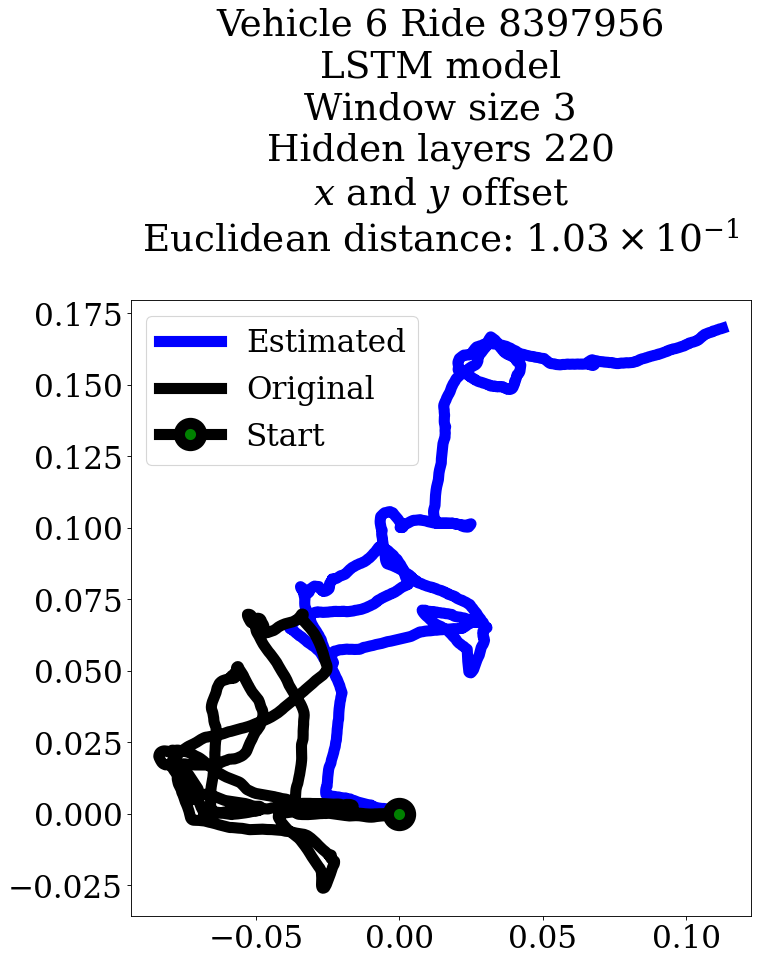 Vehicle 6 Ride 8397956
LSTM model
Window size 3
Hidden layers 220
x and y offset
Euclidean distance: 1.03 × 10⁻¹
Estimated
Original
Start
0.175
0.150
0.125
0.100
0.075
0.050
0.025
0.000
−0.025
−0.05 0.00 0.05 0.10